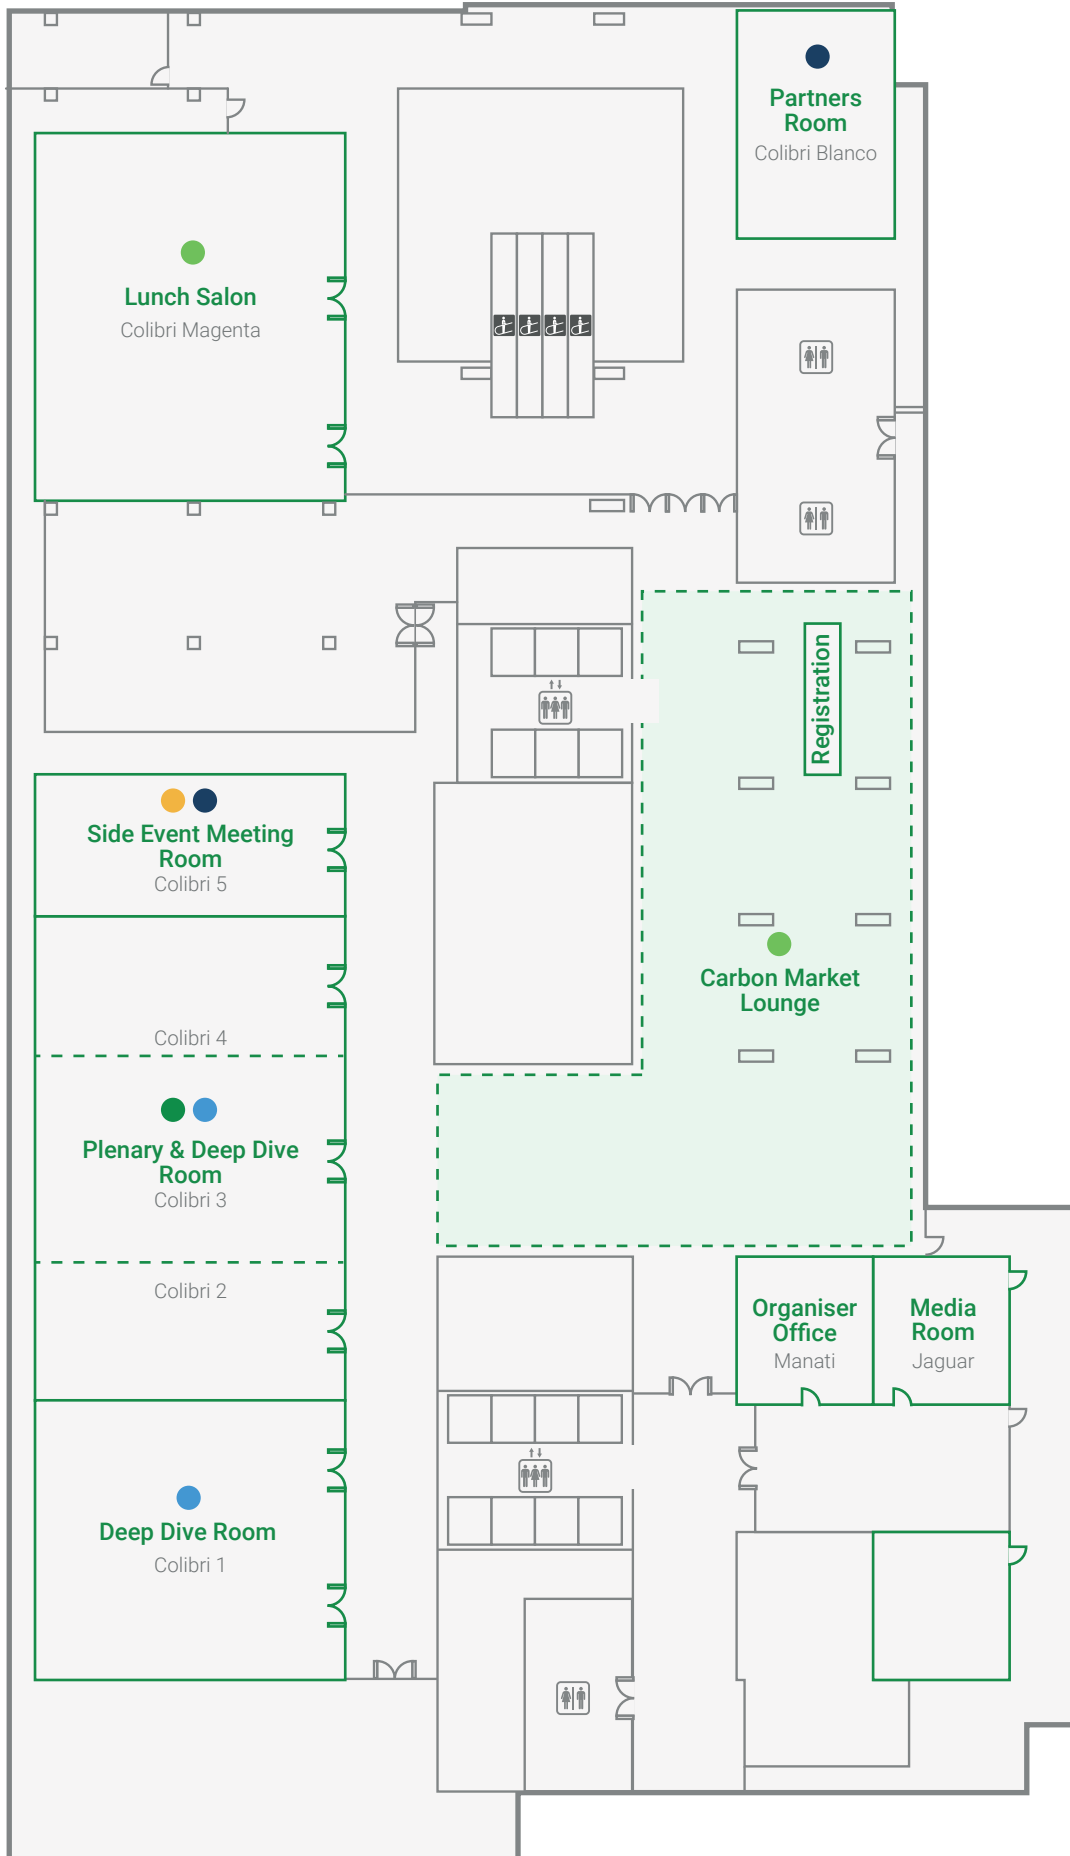 Partners
Room
Colibri Blanco
Lunch Salon
Colibri Magenta
Registration
Side Event Meeting
Room
Colibri 5
Carbon Market
Lounge
Colibri 4
Plenary & Deep Dive
Room
Colibri 3
Colibri 2
Organiser
Office
Manati
Media
Room
Jaguar
Deep Dive Room
Colibri 1